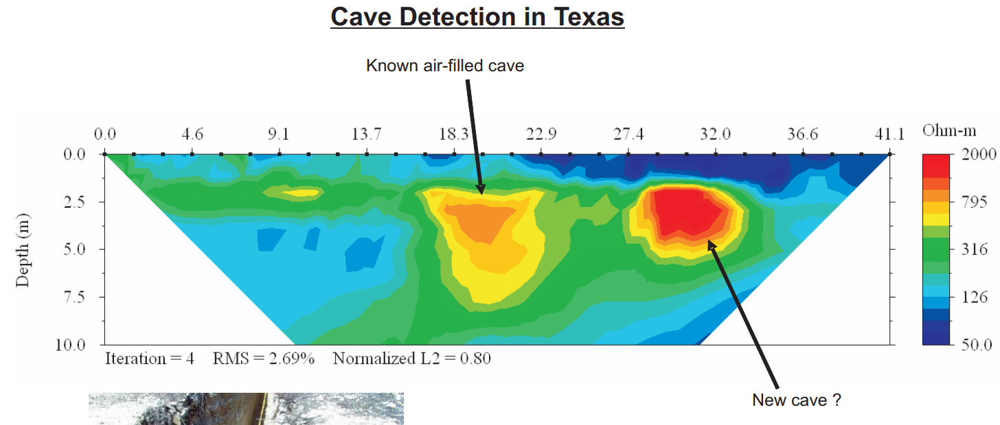 Cave Detection in Texas
Known air-filled cave
0.0 4.6 9.1 13.7 18.3 22.9 27.4 32.0 36.6 41.1 Ohm-m
0.0 2000
2.5 795
Depth (m)
5.0 316
7.5 126
10.0 50.0
Iteration = 4 RMS = 2.69% Normalized L2 = 0.80
New cave ?